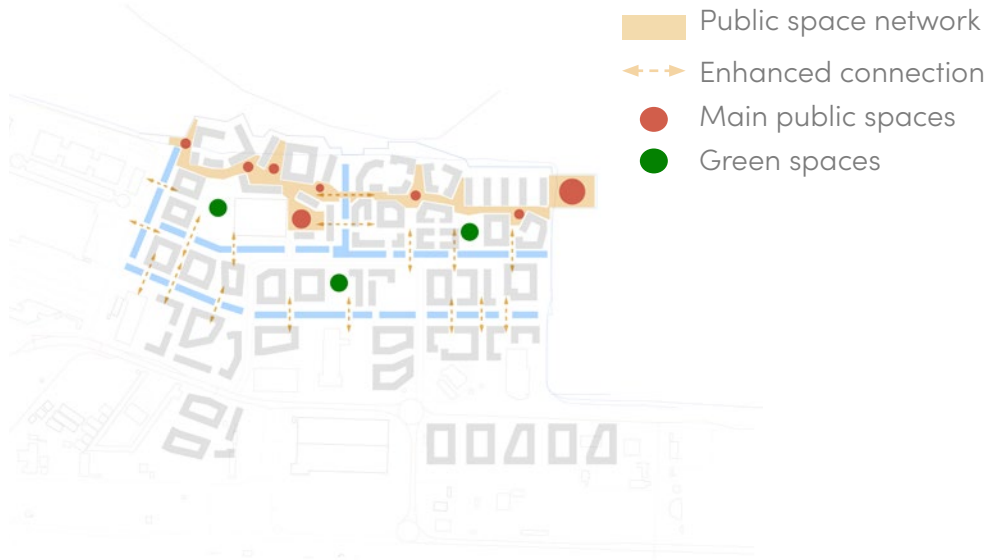 Public space network
Enhanced connection
Main public spaces
Green spaces